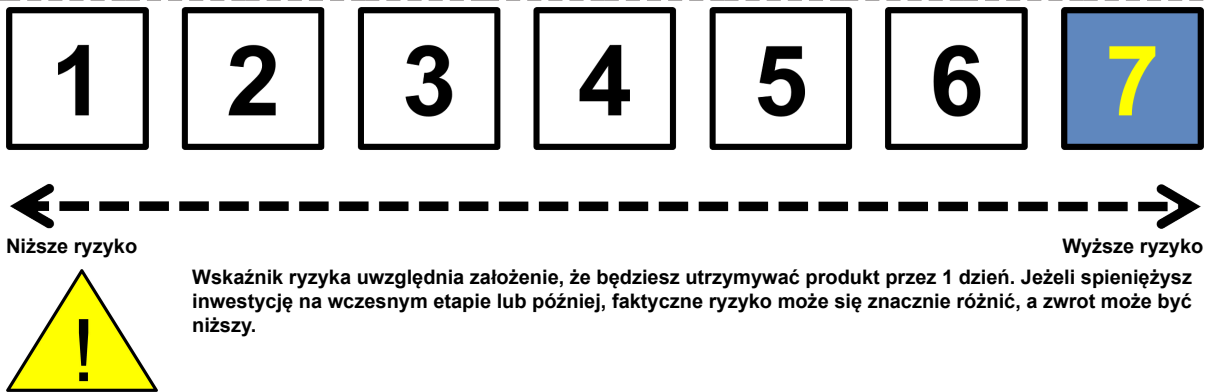 1 2 3 4 5 6 7
Niższe ryzyko Wyższe ryzyko
Wskaźnik ryzyka uwzględnia założenie, że będziesz utrzymywać produkt przez 1 dzień. Jeżeli spieniężysz
inwestycję na wczesnym etapie lub później, faktyczne ryzyko może się znacznie różnić, a zwrot może być
niższy.
!